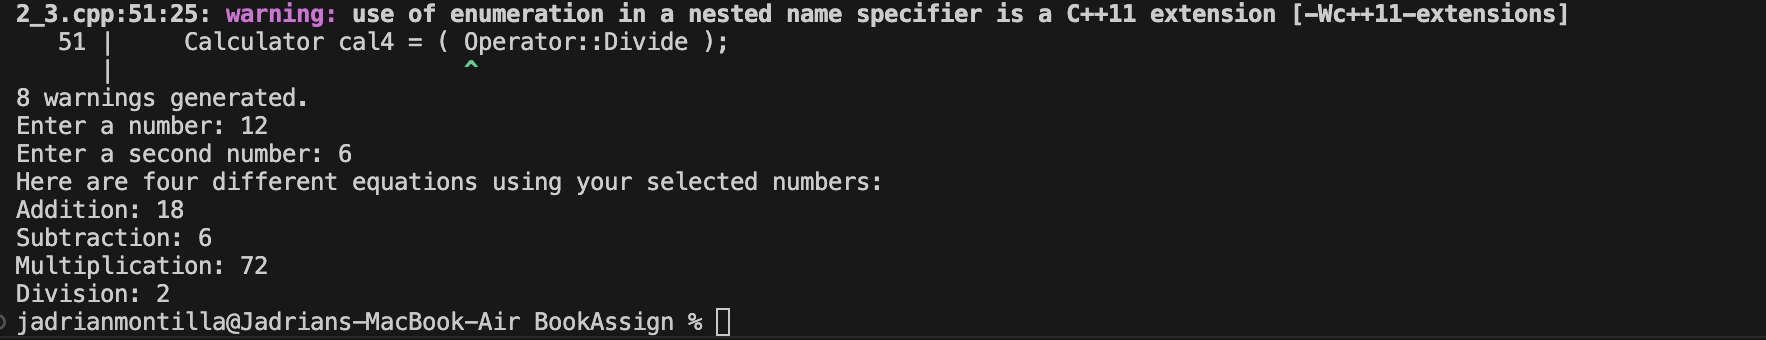 2_3.cpp:51:25: warning: use of enumeration in a nested name specifier is a C++11 extension [-Wc++11-extensions]
   51 |     Calculator cal4 = ( Operator::Divide );
      |                         ^
8 warnings generated.
Enter a number: 12
Enter a second number: 6
Here are four different equations using your selected numbers:
Addition: 18
Subtraction: 6
Multiplication: 72
Division: 2
jadrianmontilla@Jadrians-MacBook-Air BookAssign %